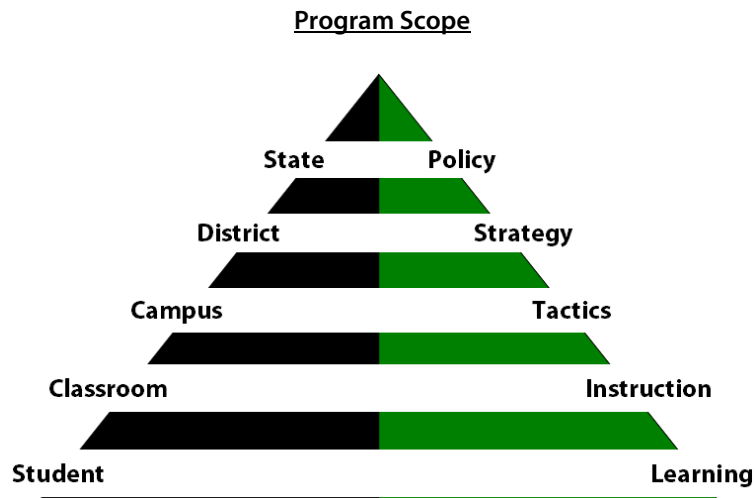 Program Scope
State Policy
District Strategy
Campus Tactics
Classroom Instruction
Student Learning